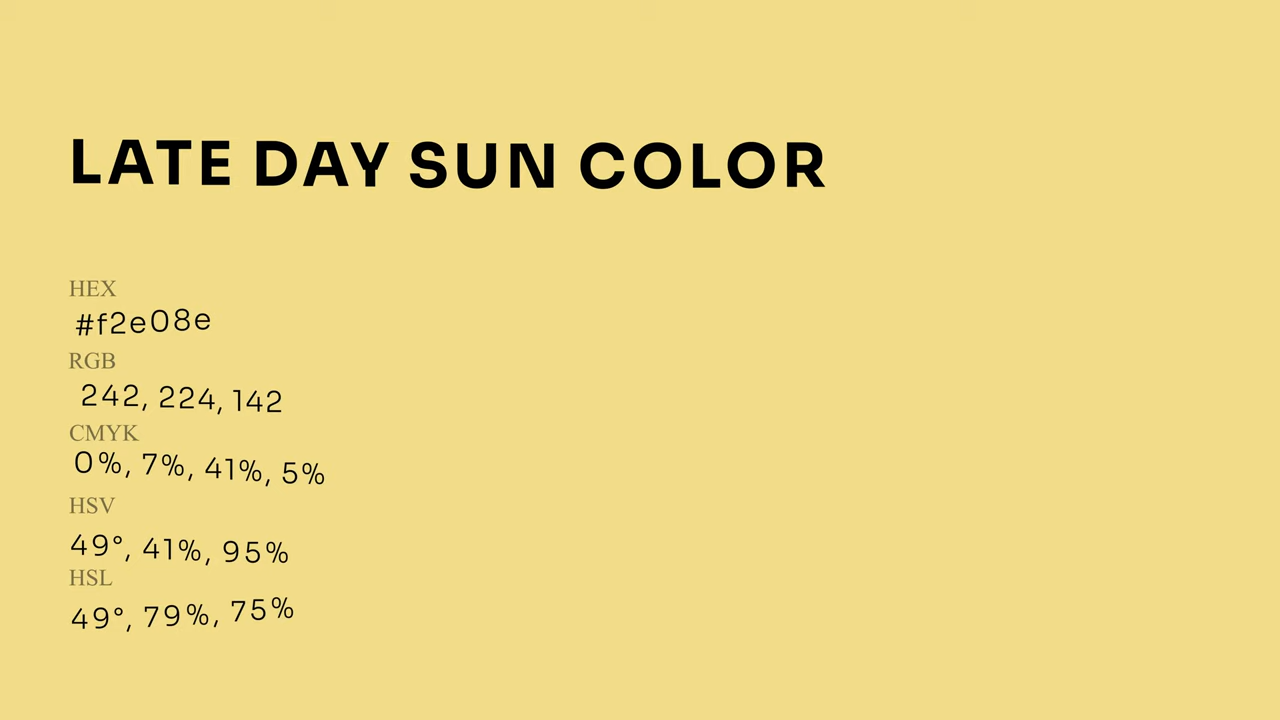 LATE DAY SUN COLOR
HEX
#f2e08e
RGB
242, 224, 142
CMYK
0%, 7%, 41%, 5%
HSV
49°, 41%, 95%
HSL
49°, 79%, 75%